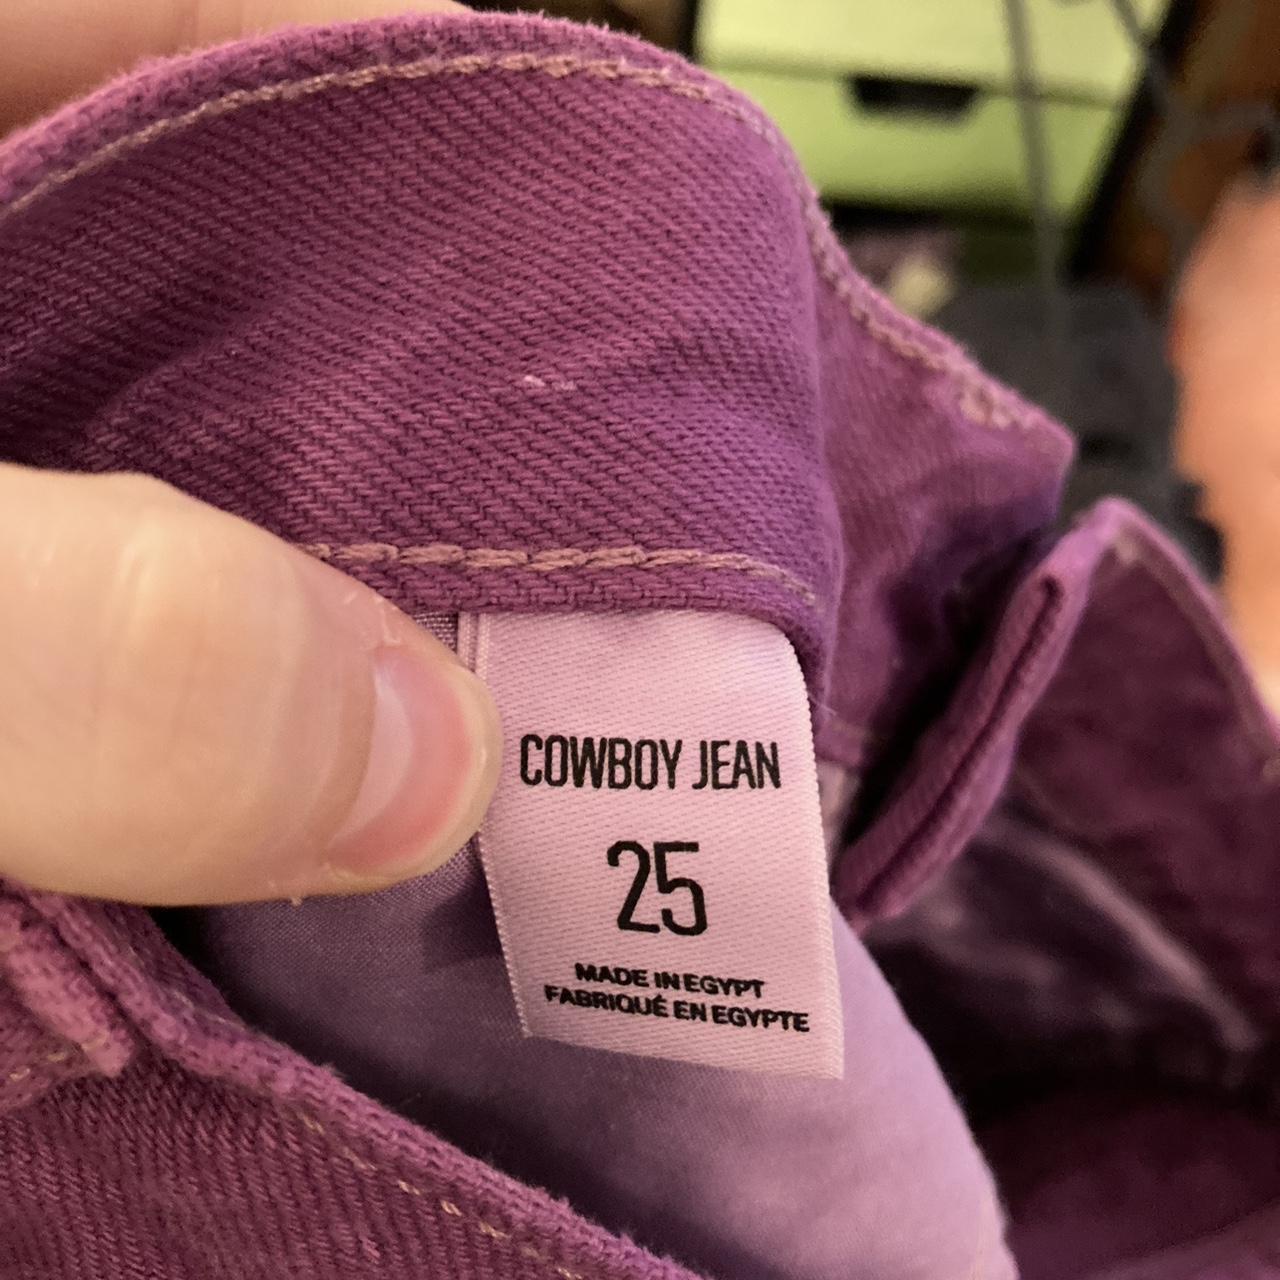 COWBOY JEAN
25
MADE IN EGYPT
FABRIQUÉ EN EGYPTE